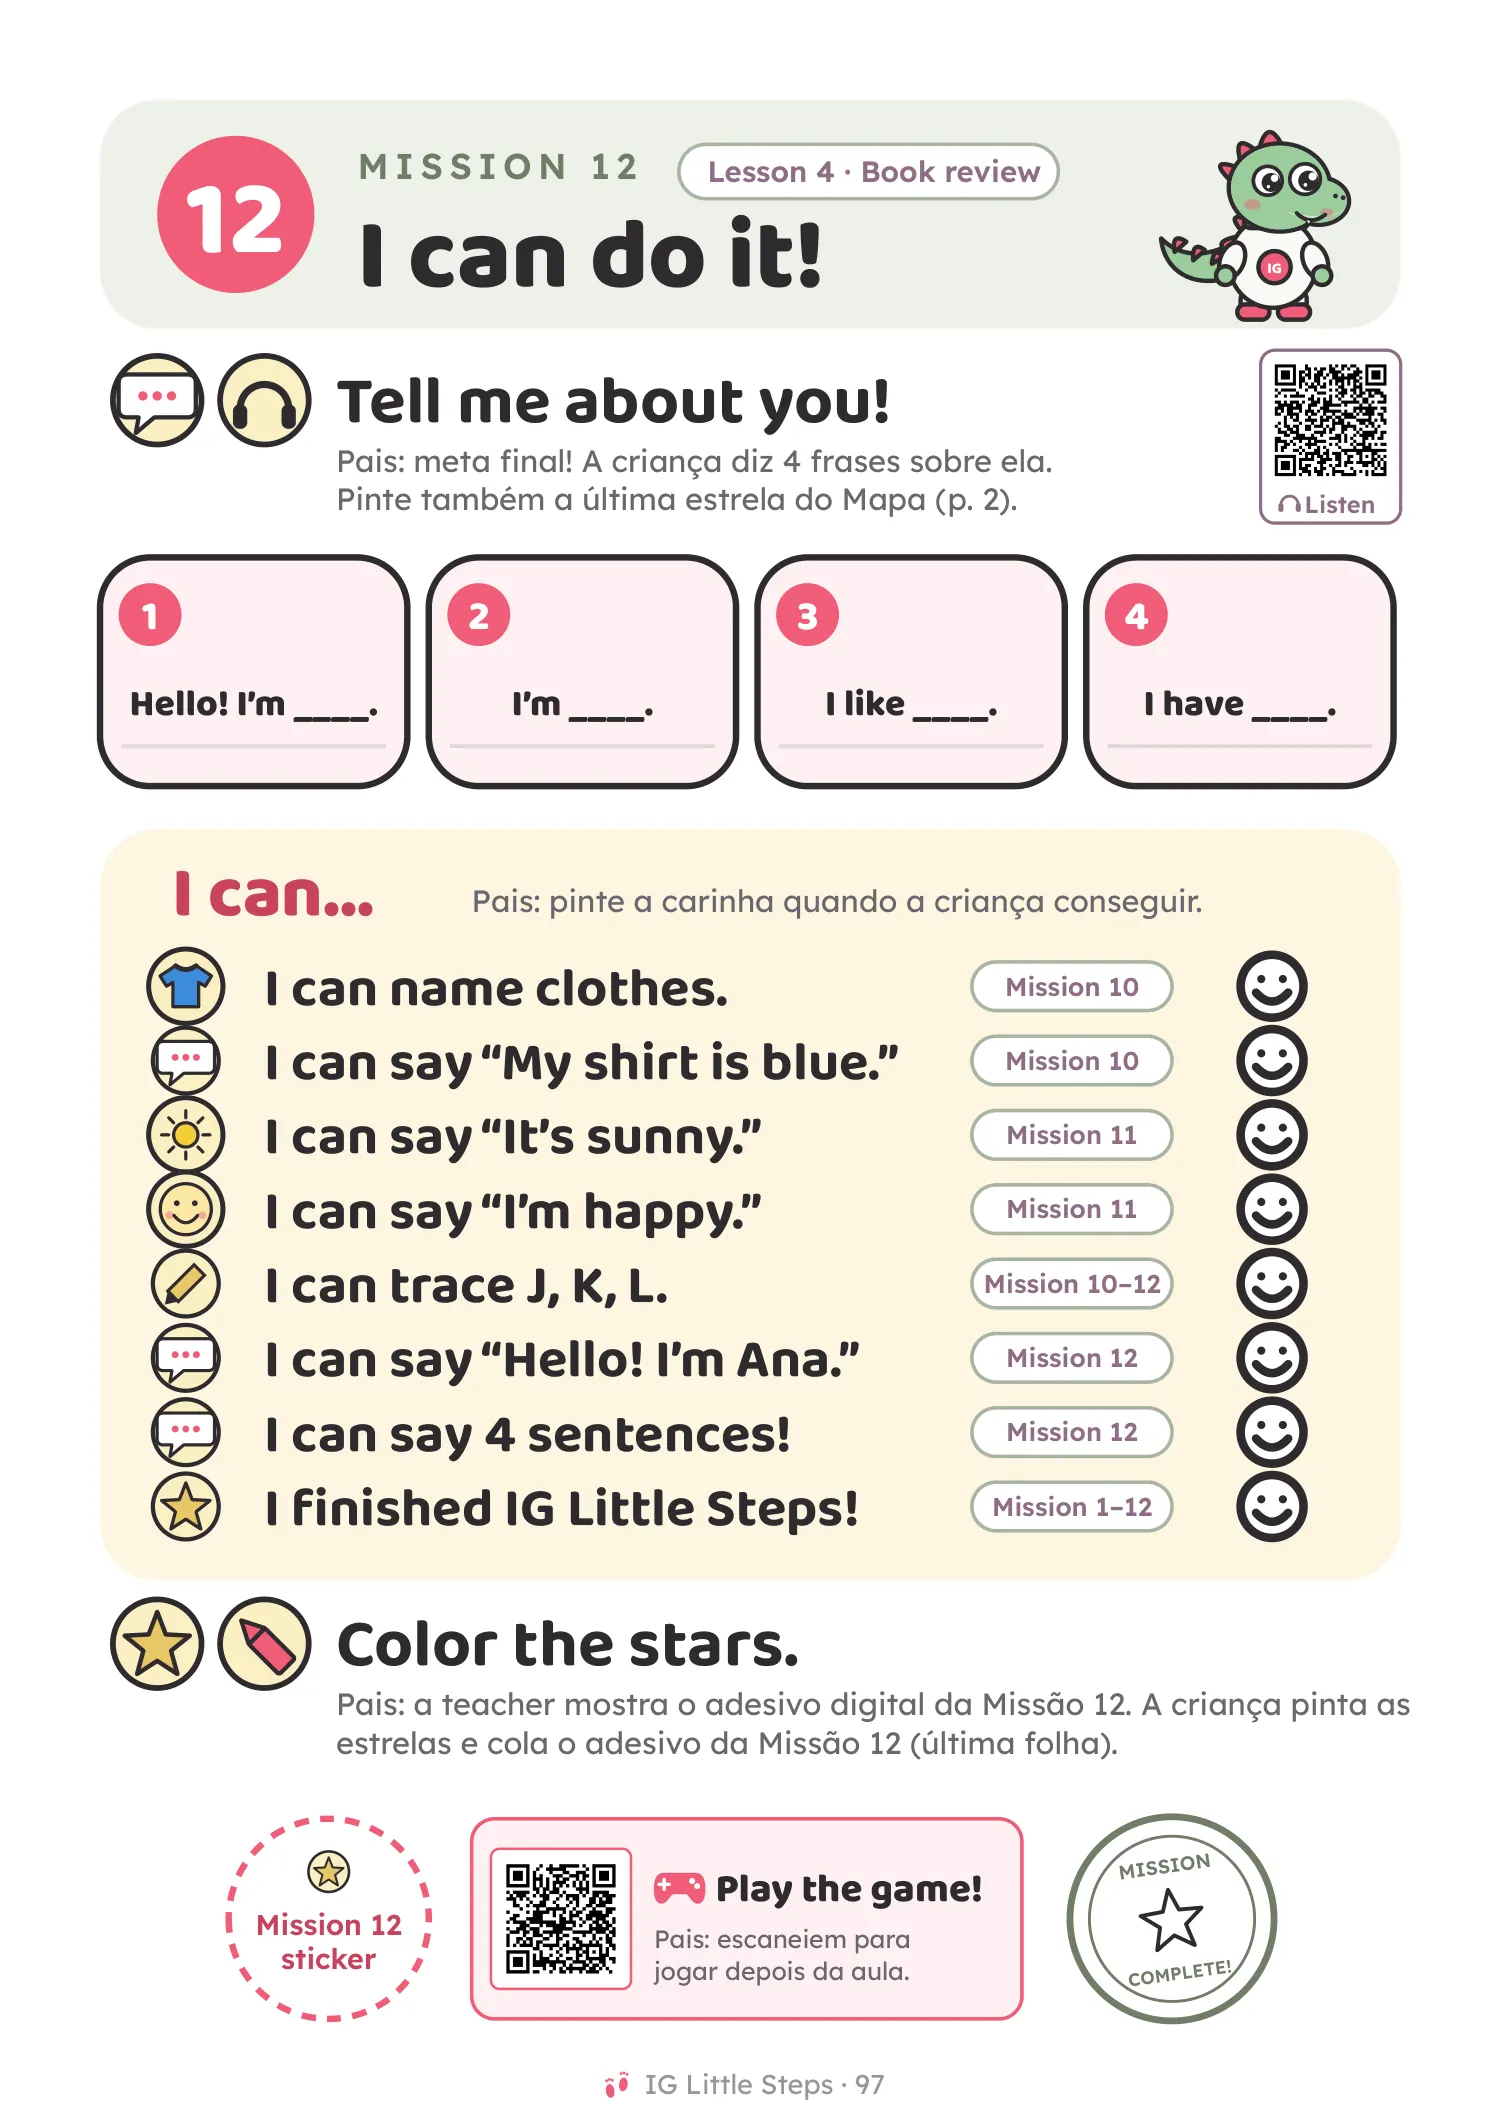 12
MISSION 12
Lesson 4 · Book review
I can do it!
IG
Tell me about you!
Pais: meta final! A criança diz 4 frases sobre ela.
Pinte também a última estrela do Mapa (p. 2).
Listen
1
Hello! I’m ____.
2
I’m ____.
3
I like ____.
4
I have ____.
I can...
Pais: pinte a carinha quando a criança conseguir.
I can name clothes.
Mission 10
I can say “My shirt is blue.”
Mission 10
I can say “It’s sunny.”
Mission 11
I can say “I’m happy.”
Mission 11
I can trace J, K, L.
Mission 10–12
I can say “Hello! I’m Ana.”
Mission 12
I can say 4 sentences!
Mission 12
I finished IG Little Steps!
Mission 1–12
Color the stars.
Pais: a teacher mostra o adesivo digital da Missão 12. A criança pinta as
estrelas e cola o adesivo da Missão 12 (última folha).
Mission 12
sticker
Play the game!
Pais: escaneiem para
jogar depois da aula.
MISSION
COMPLETE!
IG Little Steps · 97